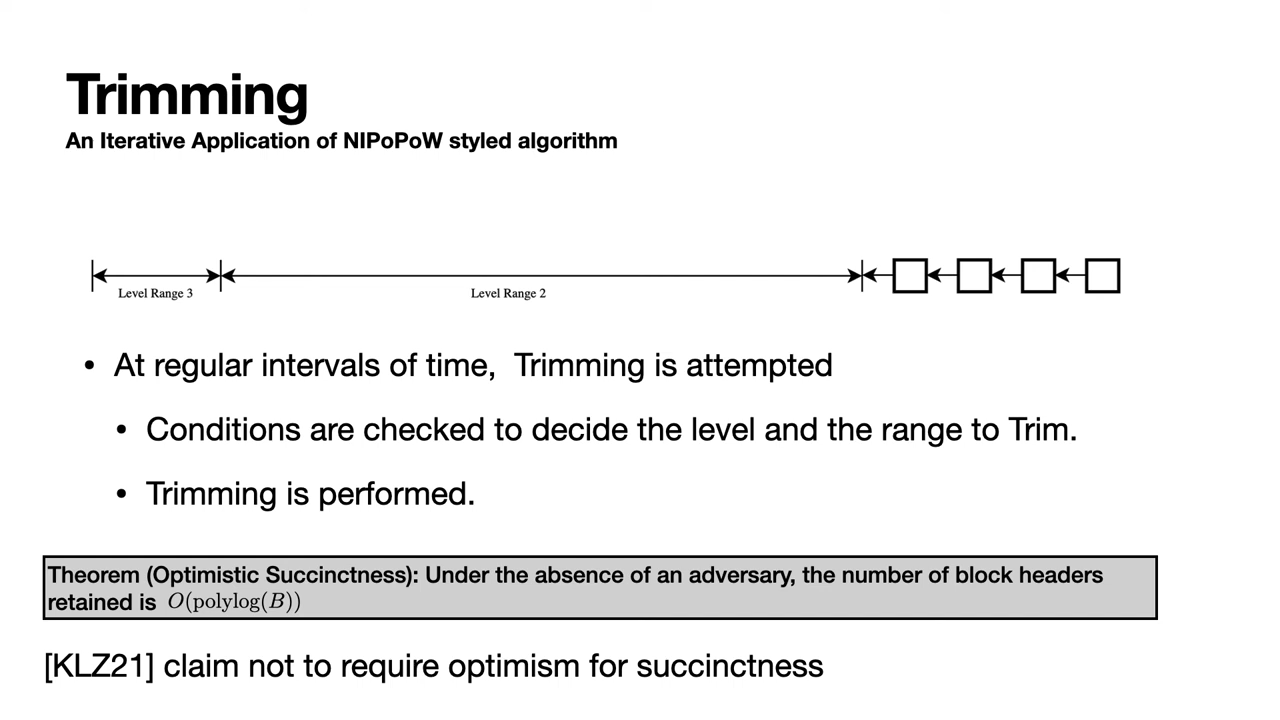 Trimming
An Iterative Application of NIPoPoW styled algorithm
Level Range 3
Level Range 2
• At regular intervals of time,  Trimming is attempted
• Conditions are checked to decide the level and the range to Trim.
• Trimming is performed.
Theorem (Optimistic Succinctness): Under the absence of an adversary, the number of block headers
retained is O(polylog(B))
[KLZ21] claim not to require optimism for succinctness